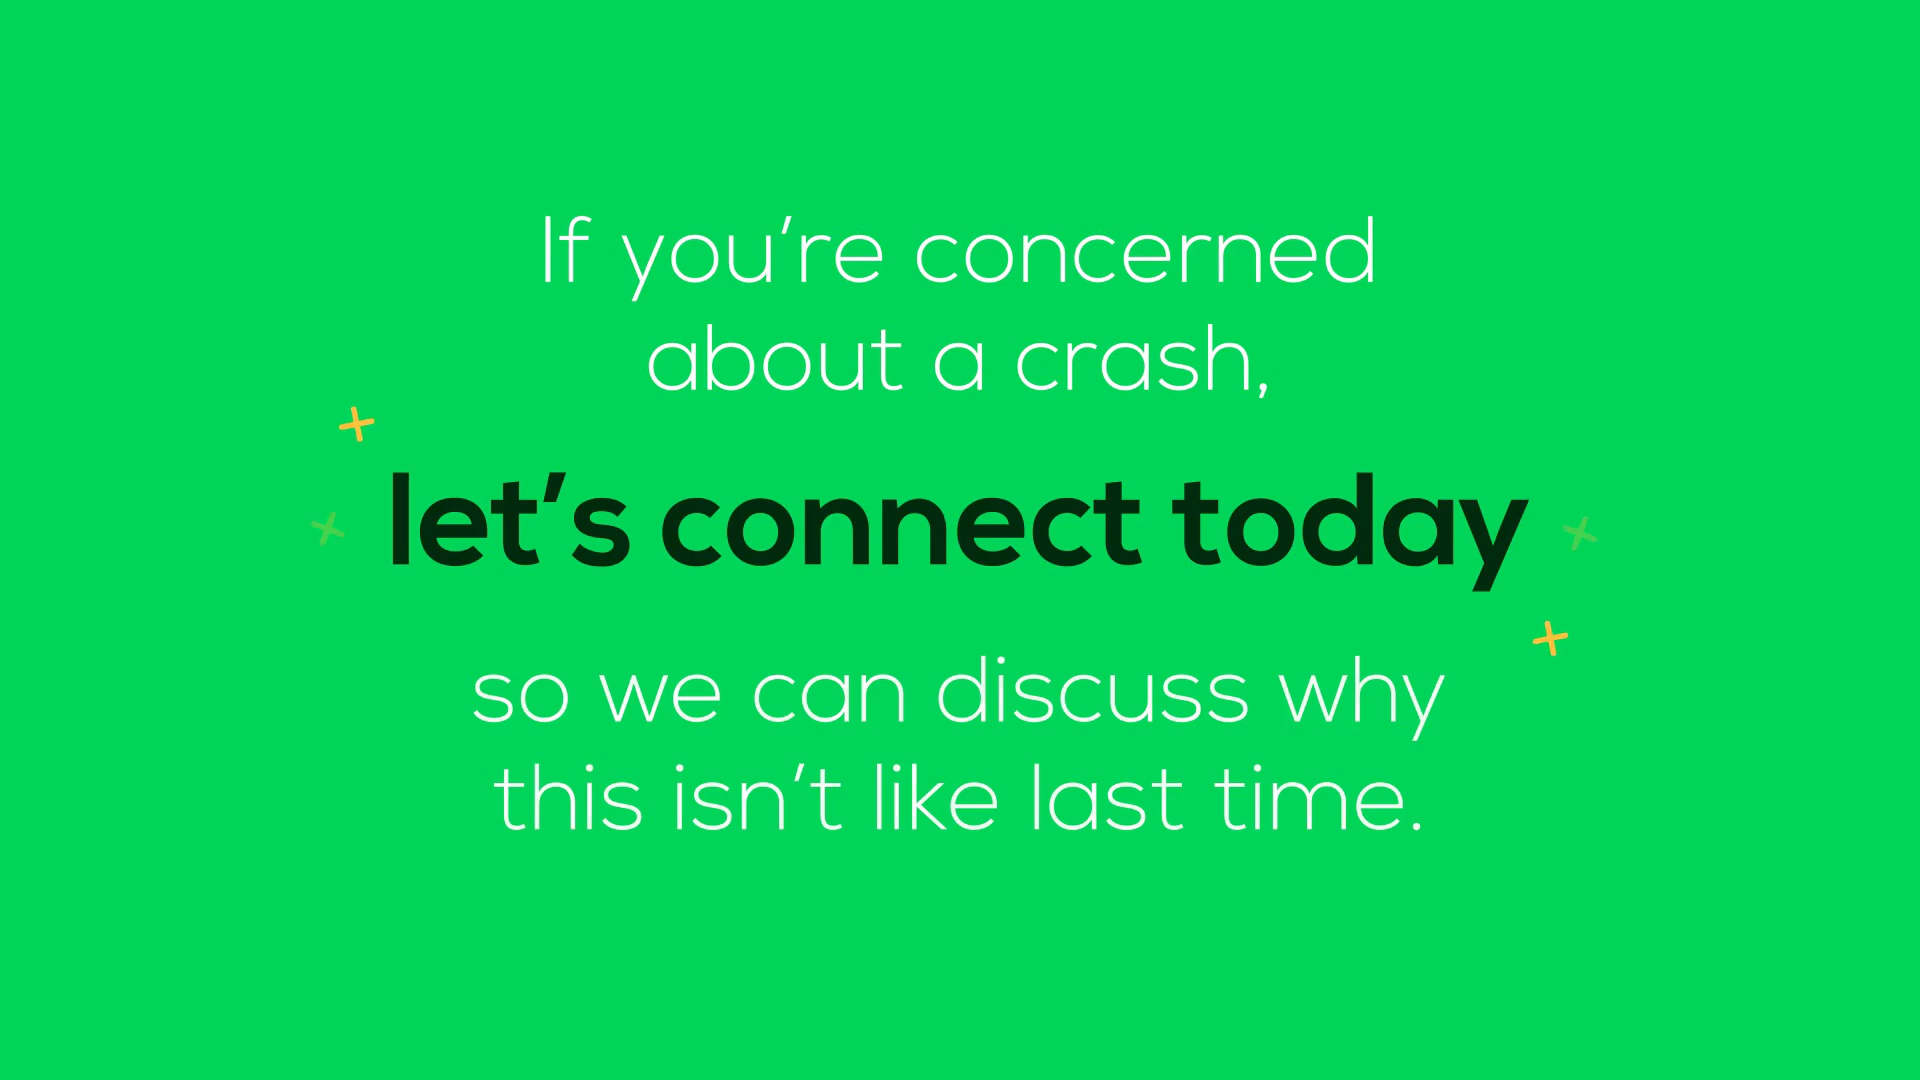 If you’re concerned
about a crash,
let’s connect today
so we can discuss why
this isn’t like last time.